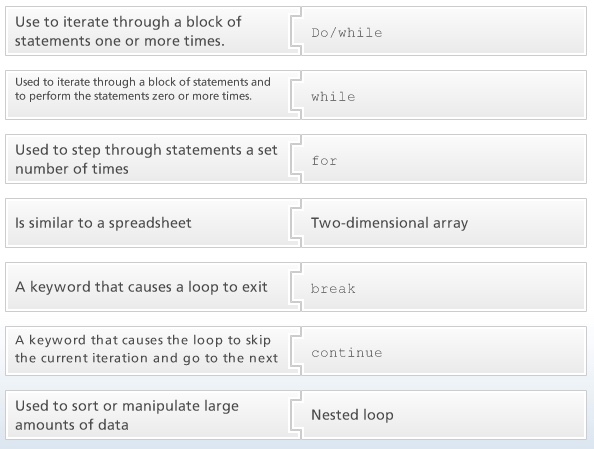 Use to iterate through a block of
statements one or more times.
Do/while
Used to iterate through a block of statements and
to perform the statements zero or more times.
while
Used to step through statements a set
number of times
for
Is similar to a spreadsheet
Two-dimensional array
A keyword that causes a loop to exit
break
A keyword that causes the loop to skip
the current iteration and go to the next
continue
Used to sort or manipulate large
amounts of data
Nested loop